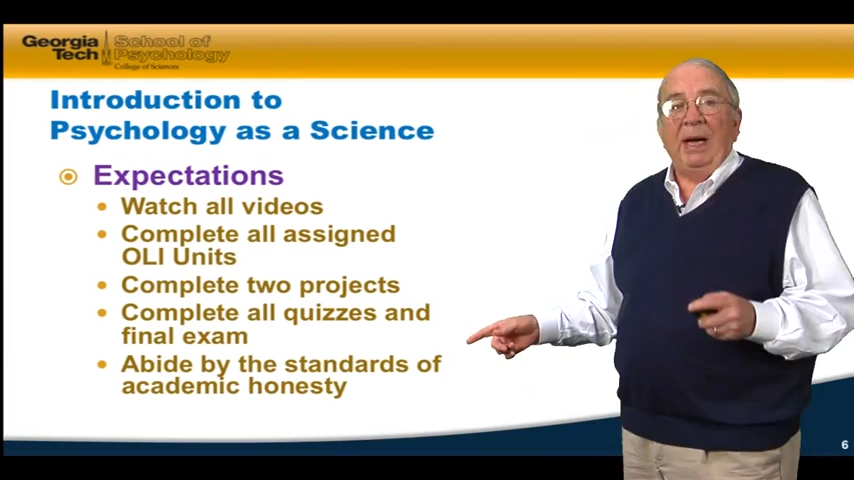 Georgia
Tech
School of
Psychology
College of Sciences
Introduction to
Psychology as a Science
Expectations
Watch all videos
Complete all assigned
OLI Units
Complete two projects
Complete all quizzes and
final exam
Abide by the standards of
academic honesty
6